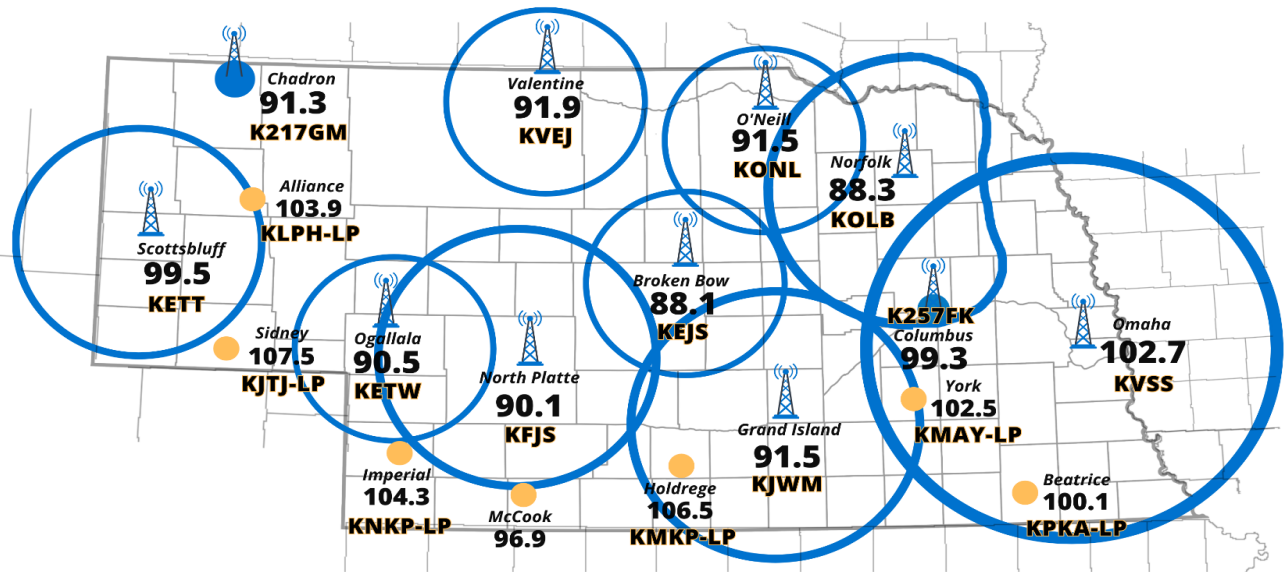 Chadron
91.3
K217GM
Valentine
91.9
KVEJ
O'Neill
91.5
KONL
Norfolk
88.3
KOLB
Alliance
103.9
KLPH-LP
Scottsbluff
99.5
KETT
Broken Bow
88.1
KEJS
K257FK
Columbus
99.3
Omaha
102.7
KVSS
Sidney
107.5
KJTJ-LP
Ogallala
90.5
KETW
North Platte
90.1
KFJS
York
102.5
KMAY-LP
Grand Island
91.5
KJWM
Imperial
104.3
KNKP-LP
McCook
96.9
Holdrege
106.5
KMKP-LP
Beatrice
100.1
KPKA-LP